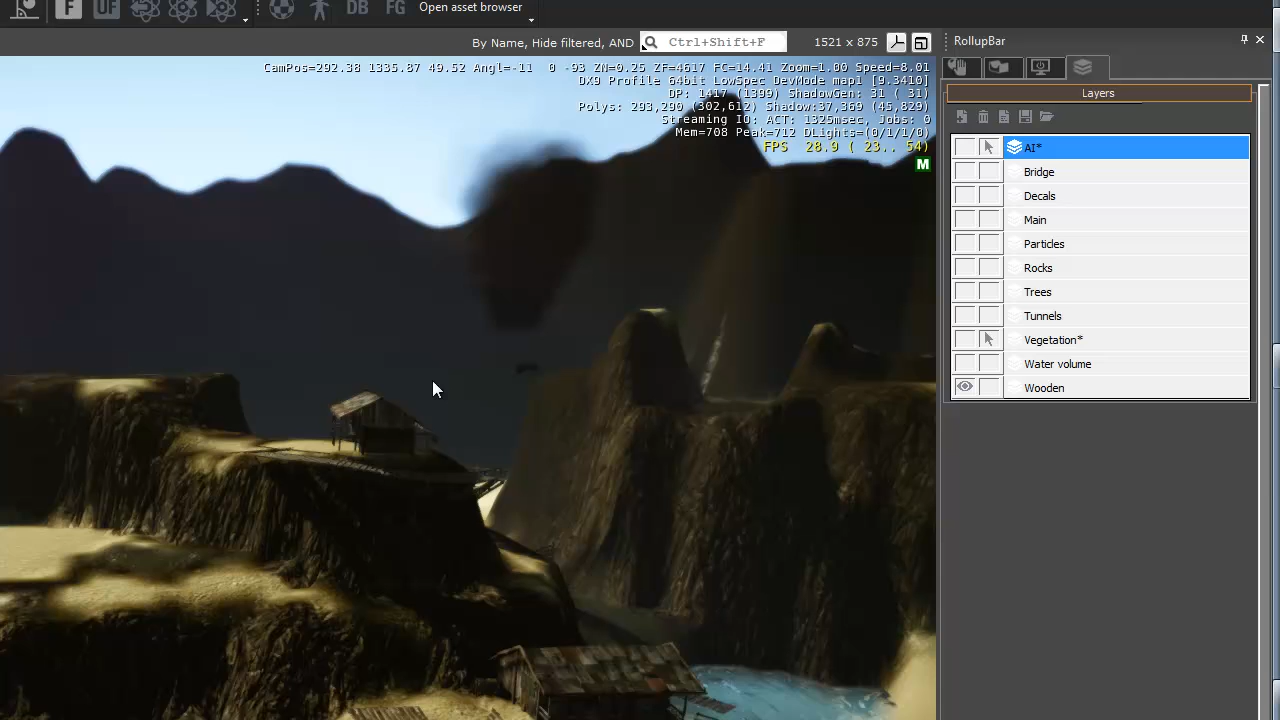 F UF DB FG Open asset browser
By Name, Hide filtered, AND Ctrl+Shift+F 1521 x 875
RollupBar
CamPos=292.38 1335.87 49.52 Angl=-11 0 -93 ZN=0.25 ZF=4617 FC=14.41 Zoom=1.00 Speed=8.01
DX9 Profile 64bit LowSpec DevMode map1 [9.3410]
DP: 1417 (1399) ShadowGen: 31 ( 31)
Polys: 293,290 (302,612) Shadow:37,369 (45,829)
Streaming IO: ACT: 1325msec, Jobs: 0
Mem=708 Peak=712 DLights=(0/1/1/0)
FPS 28.9 ( 23.. 54)
M
Layers
AI*
Bridge
Decals
Main
Particles
Rocks
Trees
Tunnels
Vegetation*
Water volume
Wooden